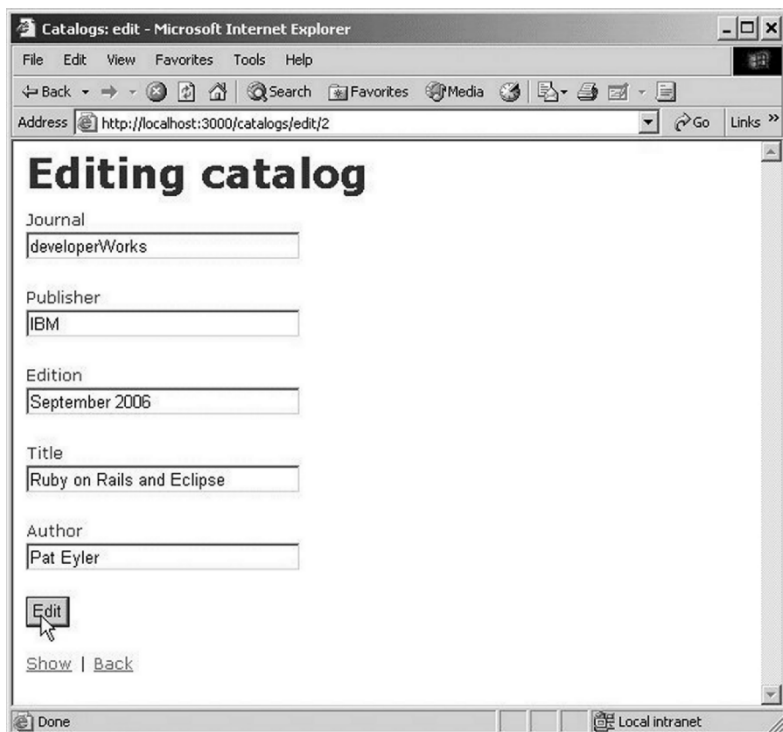 Catalogs: edit - Microsoft Internet Explorer
File Edit View Favorites Tools Help
Back Search Favorites Media
Address http://localhost:3000/catalogs/edit/2 Go Links »
Editing catalog
Journal
developerWorks
Publisher
IBM
Edition
September 2006
Title
Ruby on Rails and Eclipse
Author
Pat Eyler
Edit
Show | Back
Done Local intranet